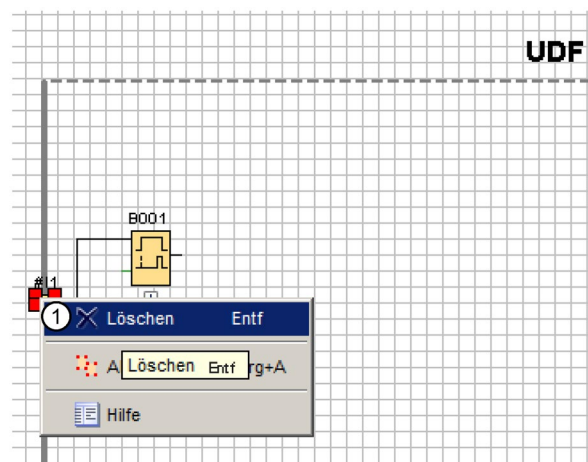 UDF
B001
#I1
1 Löschen Entf
A Löschen Entf rg+A
Hilfe